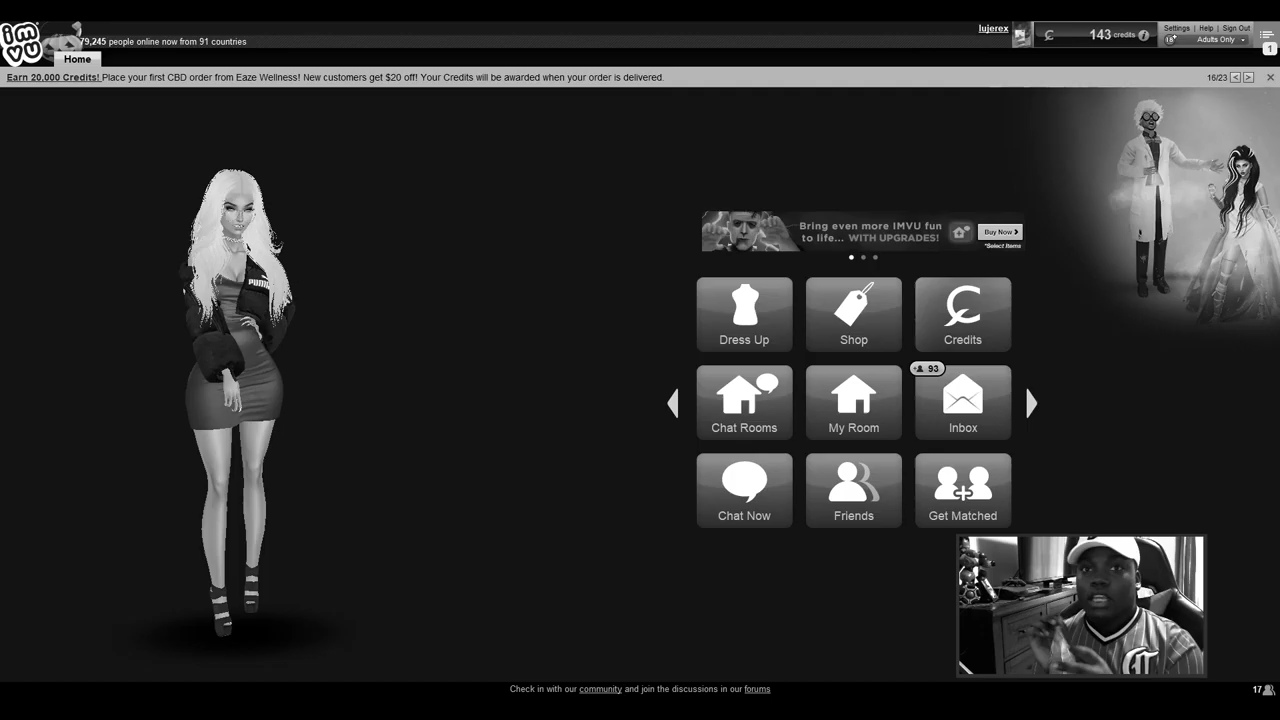 imvu
79,245 people online now from 91 countries
lujerex
143 credits
Settings | Help | Sign Out
18+ Adults Only
1
Home
Earn 20,000 Credits! Place your first CBD order from Eaze Wellness! New customers get $20 off! Your Credits will be awarded when your order is delivered.
16/23 < >
PUMA
Bring even more IMVU fun
to life... WITH UPGRADES!
Buy Now
*Select Items
Dress Up
Shop
Credits
93
Chat Rooms
My Room
Inbox
Chat Now
Friends
Get Matched
Check in with our community and join the discussions in our forums
17